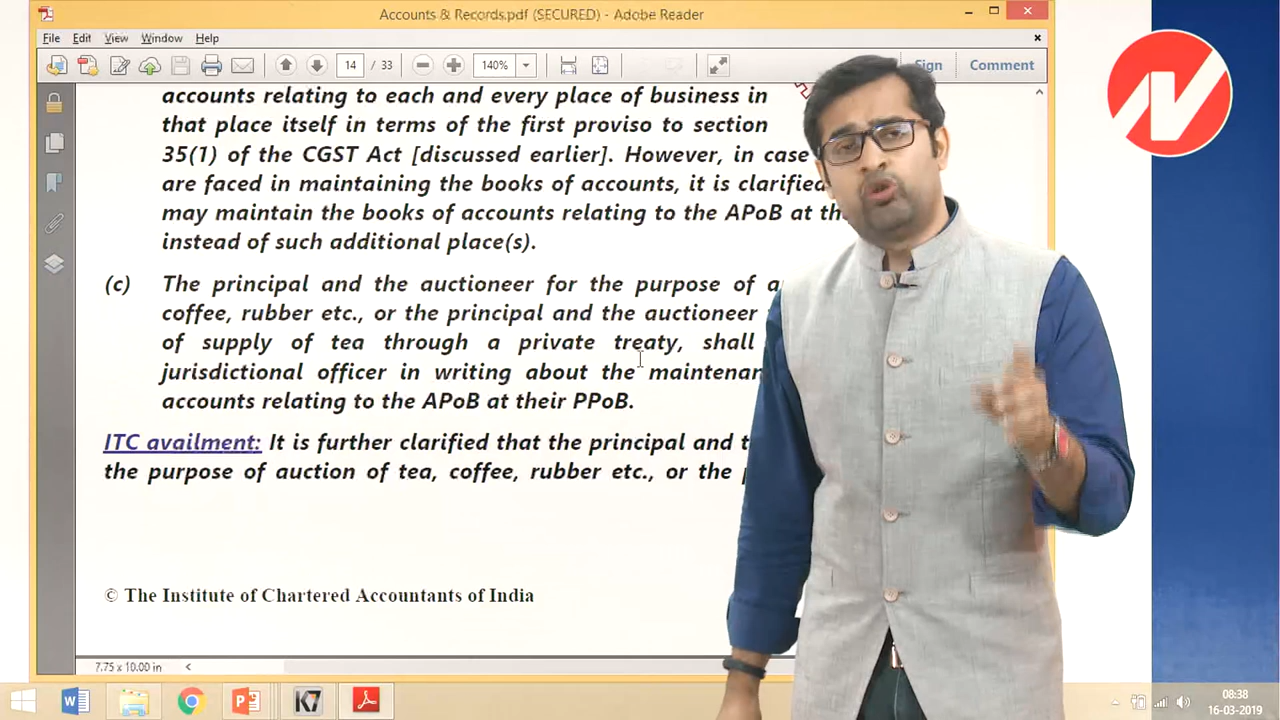 Accounts & Records.pdf (SECURED) - Adobe Reader
File Edit View Window Help
14 / 33 140% Sign Comment
accounts relating to each and every place of business in
that place itself in terms of the first proviso to section
35(1) of the CGST Act [discussed earlier]. However, in case
are faced in maintaining the books of accounts, it is clarified
may maintain the books of accounts relating to the APoB at
instead of such additional place(s).
(c) The principal and the auctioneer for the purpose of
coffee, rubber etc., or the principal and the auctioneer
of supply of tea through a private treaty, shall
jurisdictional officer in writing about the
accounts relating to the APoB at their PPoB.
ITC availment: It is further clarified that the principal and
the purpose of auction of tea, coffee, rubber etc., or the
© The Institute of Chartered Accountants of India
7.75 x 10.00 in
K7
08:38
16-03-2019